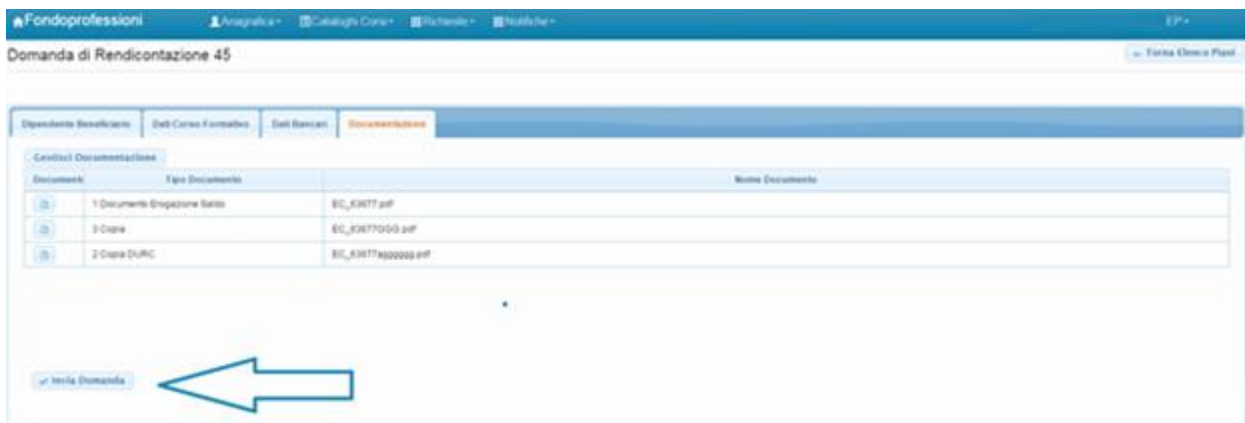 Fondoprofessioni Anagrafica Cataloghi Corsi Richieste Notifiche EP
Domanda di Rendicontazione 45 Torna Elenco Piani
Dipendente Beneficiario Dati Corso Formativo Dati Bancari Documentazione
Gestisci Documentazione
Documenti Tipo Documento Nome Documento
1 Documento Erogazione Saldo EC_63677.pdf
3 Copia EC_63677GGG.pdf
2 Copia DURC
Invia Domanda